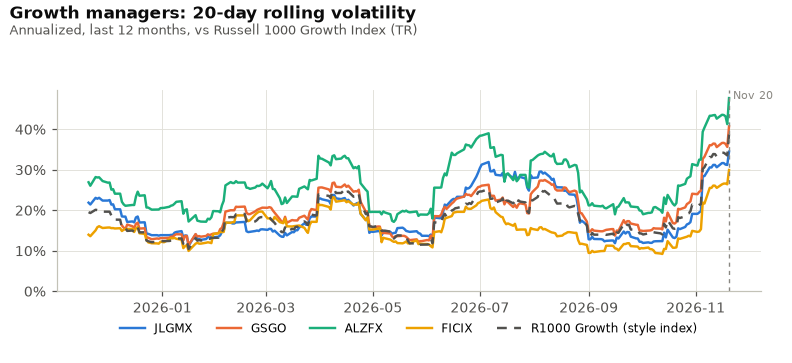 Growth managers: 20-day rolling volatility
Annualized, last 12 months, vs Russell 1000 Growth Index (TR)
Nov 20
40%
30%
20%
10%
0%
2026-01 2026-03 2026-05 2026-07 2026-09 2026-11
JLGMX GSGO ALZFX FICIX R1000 Growth (style index)